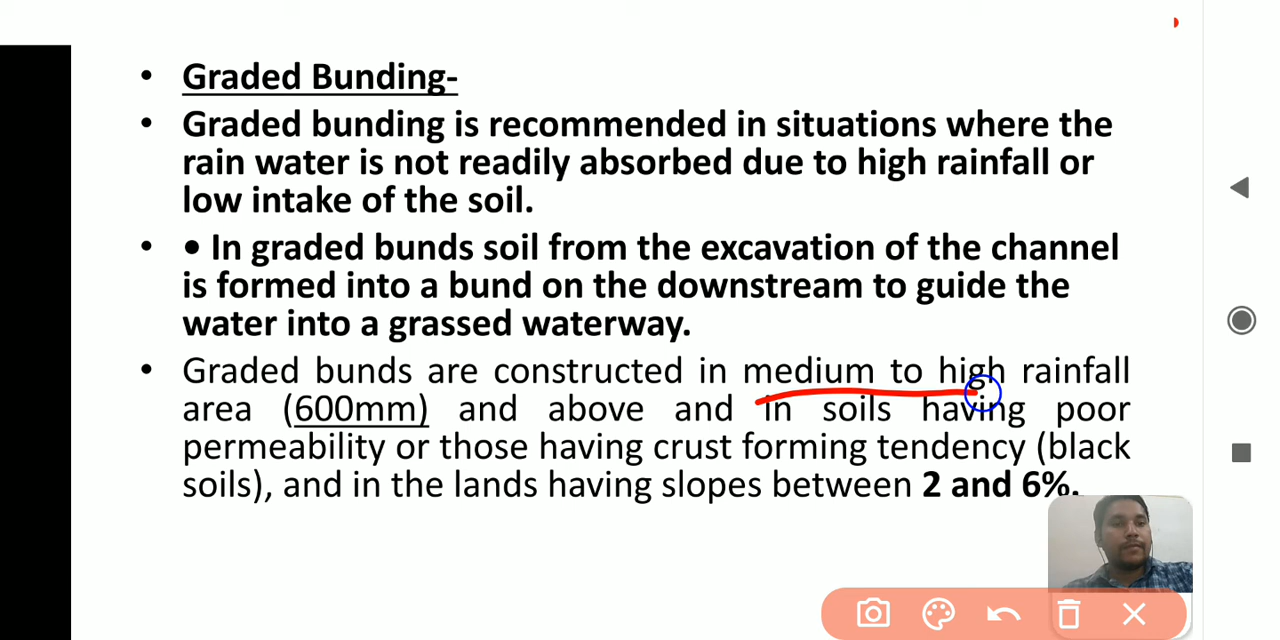 • Graded Bunding-
• Graded bunding is recommended in situations where the
rain water is not readily absorbed due to high rainfall or
low intake of the soil.
• • In graded bunds soil from the excavation of the channel
is formed into a bund on the downstream to guide the
water into a grassed waterway.
• Graded bunds are constructed in medium to high rainfall
area (600mm) and above and in soils having poor
permeability or those having crust forming tendency (black
soils), and in the lands having slopes between 2 and 6%.